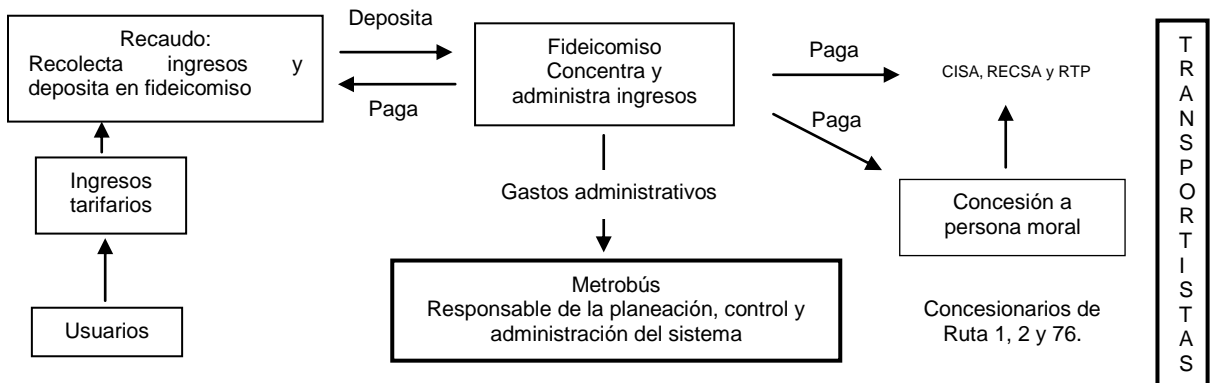 Recaudo:
Recolecta ingresos y
deposita en fideicomiso
Deposita
Paga
Fideicomiso
Concentra y
administra ingresos
Paga
CISA, RECSA y RTP
Paga
Ingresos
tarifarios
Gastos administrativos
Concesión a
persona moral
Usuarios
Metrobús
Responsable de la planeación, control y
administración del sistema
Concesionarios de
Ruta 1, 2 y 76.
T
R
A
N
S
P
O
R
T
I
S
T
A
S